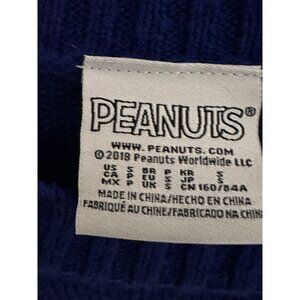 PEANUTS®
WWW.PEANUTS.COM
©2018 Peanuts Worldwide LLC
US S BR P KR S
CA P EU S JP S
MX P UK S CN 160/84A
MADE IN CHINA/HECHO EN CHINA
FABRIQUÉ AU CHINE/FABRICADO NA CHIN